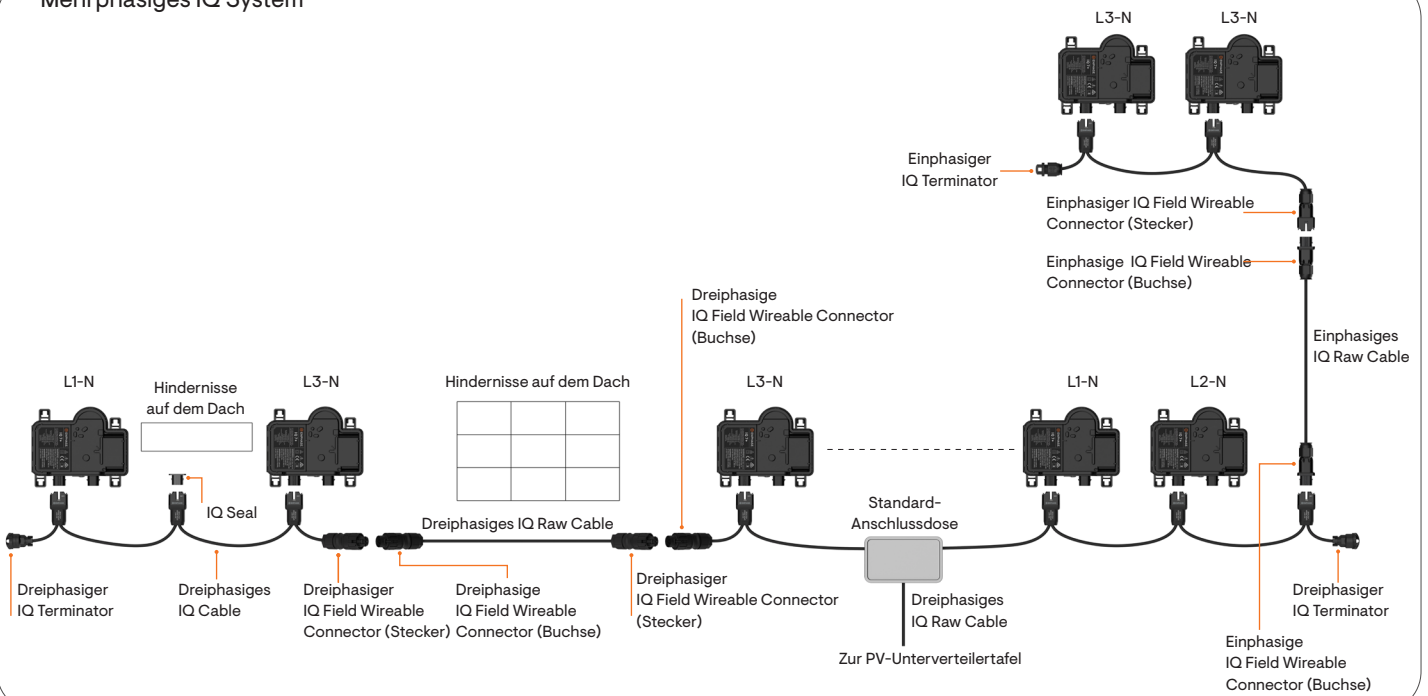 Mehrphasiges IQ System
L3-N
L3-N
Einphasiger
IQ Terminator
Einphasiger IQ Field Wireable
Connector (Stecker)
Einphasige IQ Field Wireable
Connector (Buchse)
Einphasiges
IQ Raw Cable
Dreiphasige
IQ Field Wireable Connector
(Buchse)
L1-N
Hindernisse
auf dem Dach
L3-N
Hindernisse auf dem Dach
L3-N
L1-N
L2-N
IQ Seal
Dreiphasiges IQ Raw Cable
Standard-
Anschlussdose
Dreiphasiger
IQ Terminator
Dreiphasiges
IQ Cable
Dreiphasiger
IQ Field Wireable
Connector (Stecker)
Dreiphasige
IQ Field Wireable
Connector (Buchse)
Dreiphasiger
IQ Field Wireable Connector
(Stecker)
Dreiphasiges
IQ Raw Cable
Zur PV-Unterverteilertafel
Dreiphasiger
IQ Terminator
Einphasige
IQ Field Wireable
Connector (Buchse)